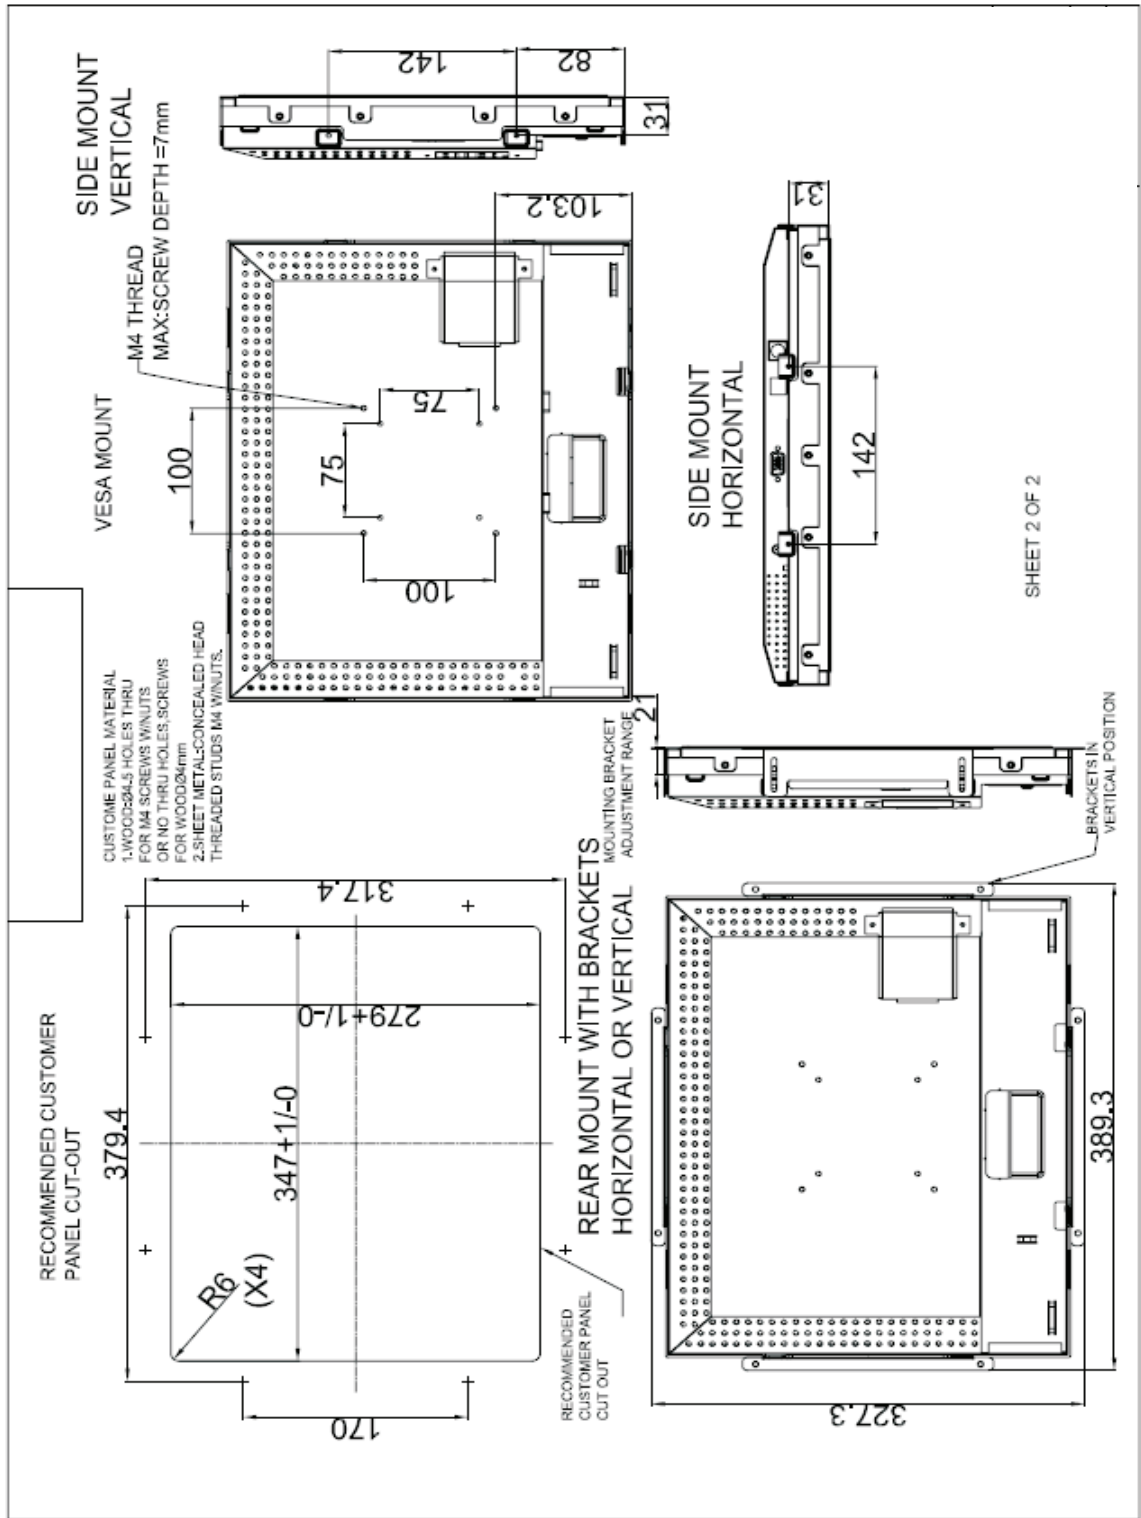 RECOMMENDED CUSTOMER
PANEL CUT-OUT
379.4
347+1/-0
279+1/-0
317.4
R6
(X4)
170
RECOMMENDED
CUSTOMER PANEL
CUT OUT
CUSTOME PANEL MATERIAL
1.WOOD:Ø4.5 HOLES THRU
FOR M4 SCREWS W/NUTS
OR NO THRU HOLES,SCREWS
FOR WOODØ4mm
2.SHEET METAL:CONCEALED HEAD
THREADED STUDS M4 W/NUTS.
VESA MOUNT
M4 THREAD
MAX:SCREW DEPTH =7mm
100
75
75
100
103.2
SIDE MOUNT
VERTICAL
142
82
31
REAR MOUNT WITH BRACKETS
HORIZONTAL OR VERTICAL
MOUNTING BRACKET
ADJUSTMENT RANGE
21
327.3
389.3
BRACKETS IN
VERTICAL POSITION
SIDE MOUNT
HORIZONTAL
31
142
SHEET 2 OF 2